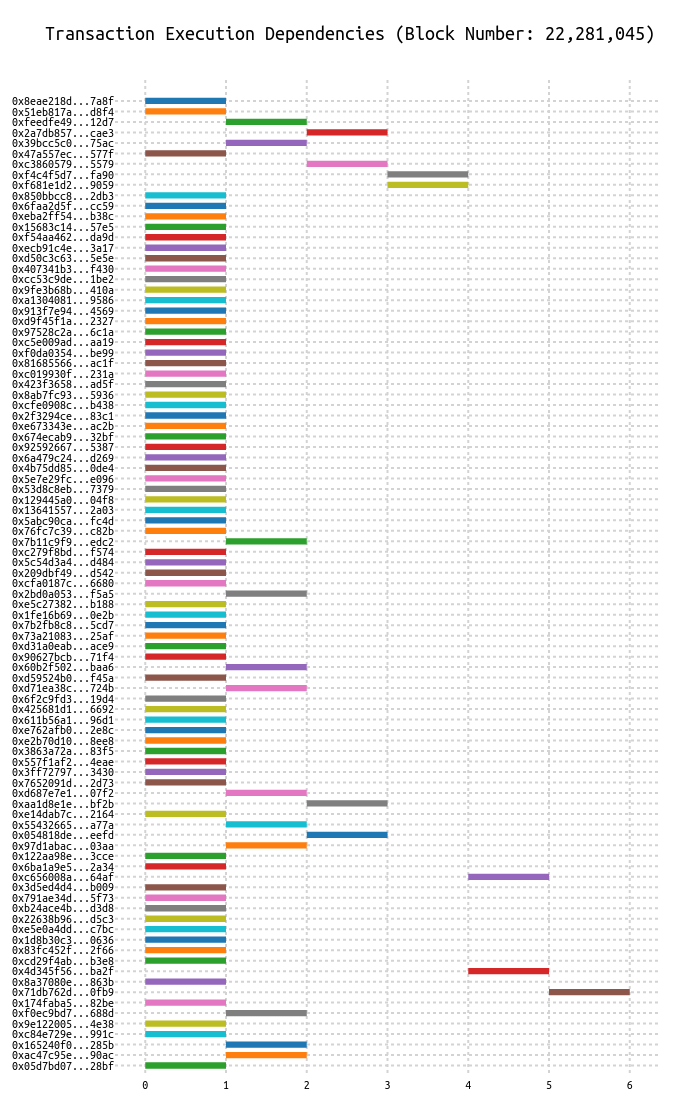 Transaction Execution Dependencies (Block Number: 22,281,045)
0x8eae218d...7a8f
0x51eb817a...d8f4
0xfeedfe49...12d7
0x2a7db857...cae3
0x39bcc5c0...75ac
0x47a557ec...577f
0xc3860579...5579
0xf4c4f5d7...fa90
0xf681e1d2...9059
0x850bbcc8...2db3
0x6faa2d5f...cc59
0xeba2ff54...b38c
0x15683c14...57e5
0xf54aa462...da9d
0xecb91c4e...3a17
0xd50c3c63...5e5e
0x407341b3...f430
0xcc53c9de...1be2
0x9fe3b68b...410a
0xa1304081...9586
0x913f7e94...4569
0xd9f45f1a...2327
0x97528c2a...6c1a
0xc5e009ad...aa19
0xf0da0354...be99
0x81685566...ac1f
0xc019930f...231a
0x423f3658...ad5f
0x8ab7fc93...5936
0xcfe0908c...b438
0x2f3294ce...83c1
0xe673343e...ac2b
0x674ecab9...32bf
0x92592667...5387
0x6a479c24...d269
0x4b75dd85...0de4
0x5e7e29fc...e096
0x53d8c8eb...7379
0x129445a0...04f8
0x13641557...2a03
0x5abc90ca...fc4d
0x76fc7c39...c82b
0x7b11c9f9...edc2
0xc279f8bd...f574
0x5c54d3a4...d484
0x209dbf49...d542
0xcfa0187c...6680
0x2bd0a053...f5a5
0xe5c27382...b188
0x1fe16b69...0e2b
0x7b2fb8c8...5cd7
0x73a21083...25af
0xd31a0eab...ace9
0x90627bcb...71f4
0x60b2f502...baa6
0xd59524b0...f45a
0xd71ea38c...724b
0x6f2c9fd3...19d4
0x425681d1...6692
0x611b56a1...96d1
0xe762afb0...2e8c
0xe2b70d10...8ee8
0x3863a72a...83f5
0x557f1af2...4eae
0x3ff72797...3430
0x7652091d...2d73
0xd687e7e1...07f2
0xaa1d8e1e...bf2b
0xe14dab7c...2164
0x55432665...a77a
0x054818de...eefd
0x97d1abac...03aa
0x122aa98e...3cce
0x6ba1a9e5...2a34
0xc656008a...64af
0x3d5ed4d4...b009
0x791ae34d...5f73
0xb24ace4b...d3d8
0x22638b96...d5c3
0xe5e0a4dd...c7bc
0x1d8b30c3...0636
0x83fc452f...2f66
0xcd29f4ab...b3e8
0x4d345f56...ba2f
0x8a37080e...863b
0x71db762d...0fb9
0x174faba5...82be
0xf0ec9bd7...688d
0x9e122005...4e38
0xc84e729e...991c
0x165240f0...285b
0xac47c95e...90ac
0x05d7bd07...28bf
0 1 2 3 4 5 6